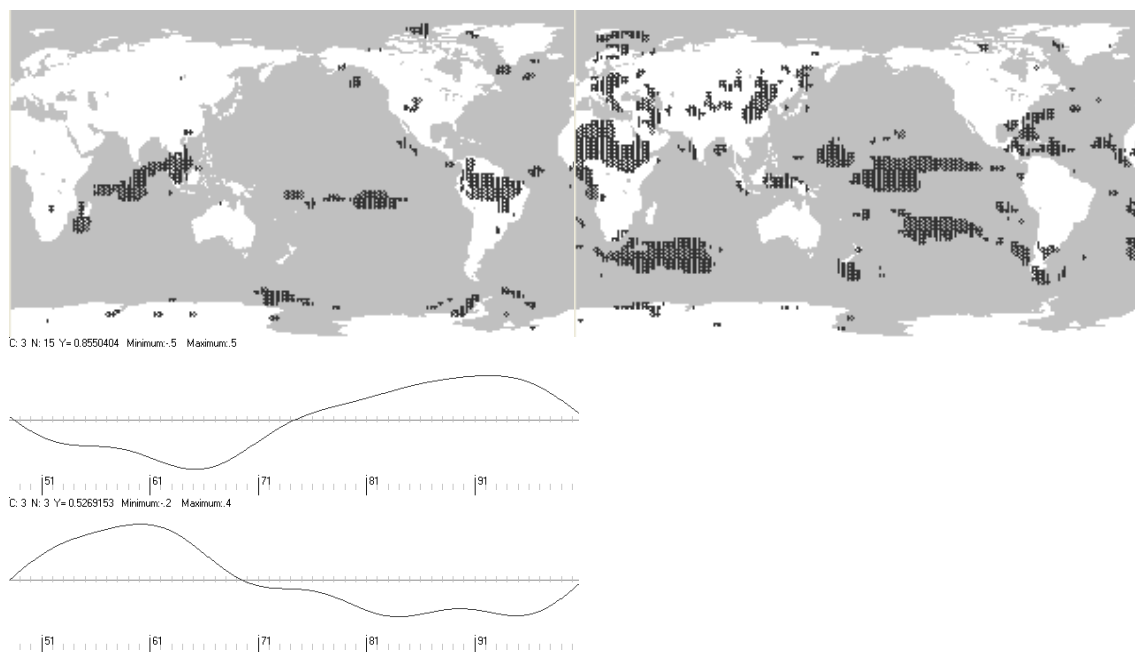 C: 3 N: 15 Y= 0.8550404 Minimum:-.5 Maximum:.5
51 61 71 81 91
C: 3 N: 3 Y= 0.5269153 Minimum:-.2 Maximum:.4
51 61 71 81 91